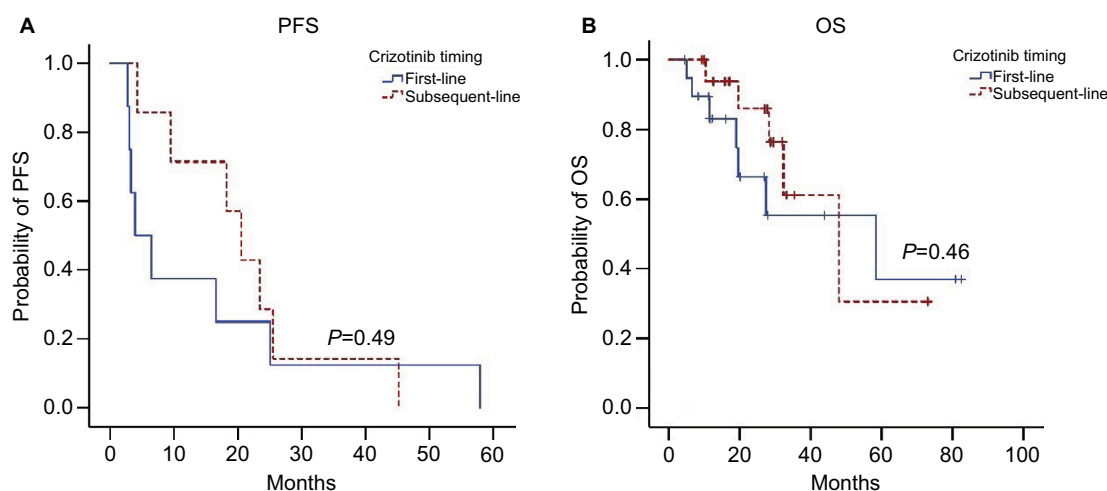 A
PFS
Crizotinib timing
First-line
Subsequent-line
1.0
0.8
0.6
0.4
0.2
0.0
Probability of PFS
P=0.49
0 10 20 30 40 50 60
Months
B
OS
Crizotinib timing
First-line
Subsequent-line
1.0
0.8
0.6
0.4
0.2
0.0
Probability of OS
P=0.46
0 20 40 60 80 100
Months